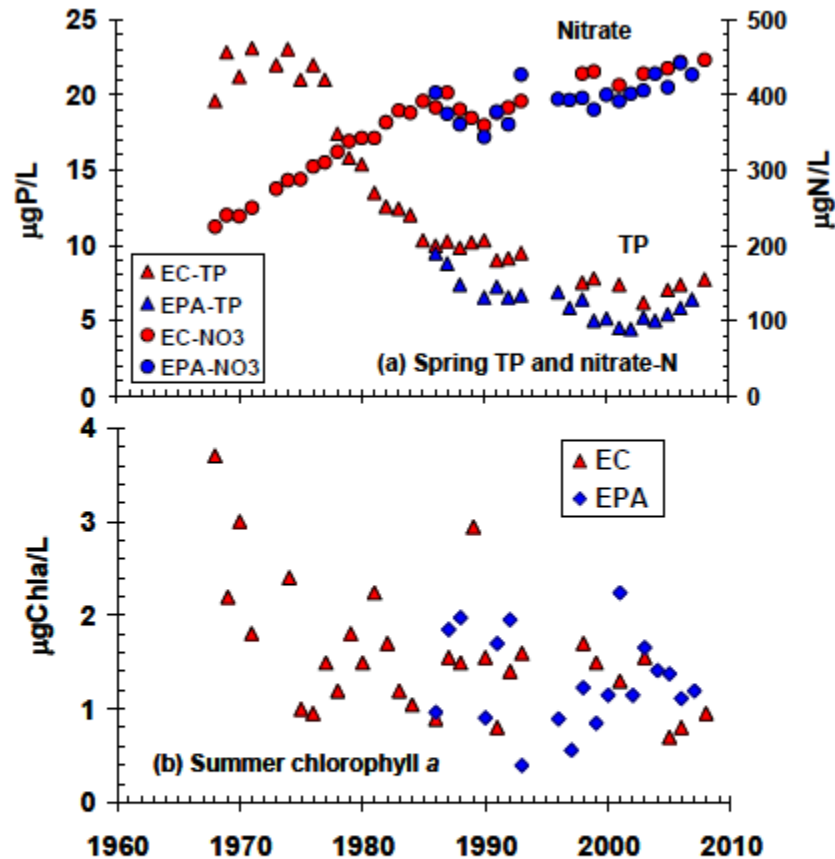 25
20
15
10
5
0
µgP/L
500
400
300
200
100
0
µgN/L
Nitrate
TP
EC-TP
EPA-TP
EC-NO3
EPA-NO3
(a) Spring TP and nitrate-N
4
3
2
1
0
µgChla/L
EC
EPA
(b) Summer chlorophyll a
1960 1970 1980 1990 2000 2010